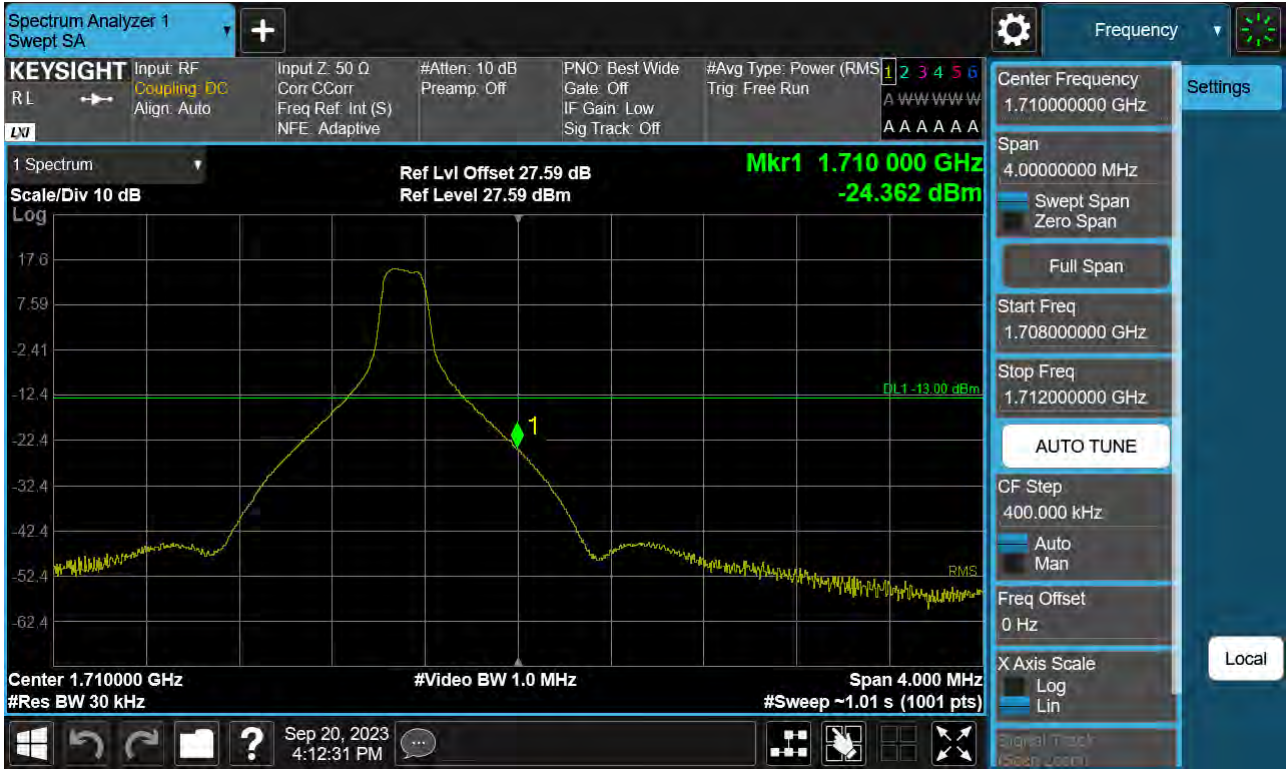 Spectrum Analyzer 1
Swept SA
Frequency
KEYSIGHT
Input: RF
Coupling: DC
Align: Auto
Input Z: 50 Ω
Corr CCorr
Freq Ref: Int (S)
NFE: Adaptive
#Atten: 10 dB
Preamp: Off
PNO: Best Wide
Gate: Off
IF Gain: Low
Sig Track: Off
#Avg Type: Power (RMS
Trig: Free Run
1 2 3 4 5 6
A W W W W W
A A A A A A
R L
LXI
1 Spectrum
Scale/Div 10 dB
Ref Lvl Offset 27.59 dB
Ref Level 27.59 dBm
Mkr1 1.710 000 GHz
-24.362 dBm
Log
17.6
7.59
-2.41
-12.4
-22.4
-32.4
-42.4
-52.4
-62.4
DL1 -13.00 dBm
1
RMS
Center 1.710000 GHz
#Res BW 30 kHz
#Video BW 1.0 MHz
Span 4.000 MHz
#Sweep ~1.01 s (1001 pts)
Center Frequency
1.710000000 GHz
Settings
Span
4.00000000 MHz
Swept Span
Zero Span
Full Span
Start Freq
1.708000000 GHz
Stop Freq
1.712000000 GHz
AUTO TUNE
CF Step
400.000 kHz
Auto
Man
Freq Offset
0 Hz
X Axis Scale
Log
Lin
Local
Signal Track
(Span Zoom)
Sep 20, 2023
4:12:31 PM